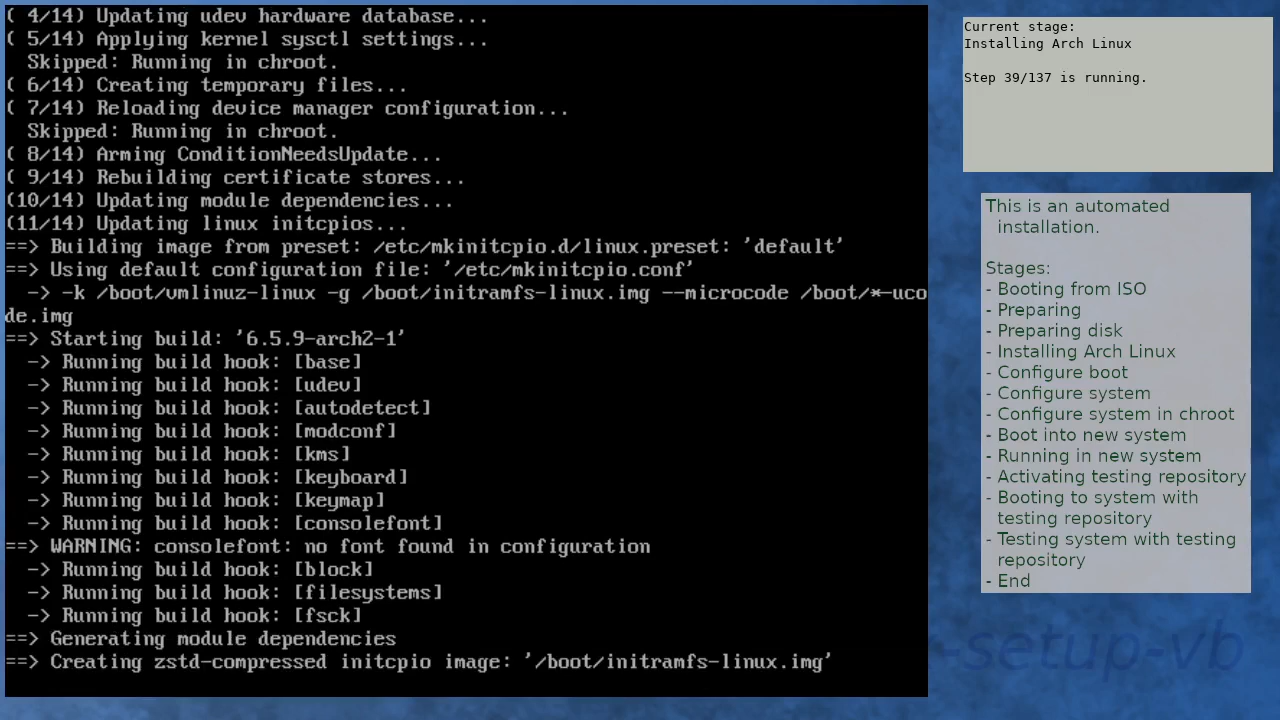 ( 4/14) Updating udev hardware database...
( 5/14) Applying kernel sysctl settings...
  Skipped: Running in chroot.
( 6/14) Creating temporary files...
( 7/14) Reloading device manager configuration...
  Skipped: Running in chroot.
( 8/14) Arming ConditionNeedsUpdate...
( 9/14) Rebuilding certificate stores...
(10/14) Updating module dependencies...
(11/14) Updating linux initcpios...
==> Building image from preset: /etc/mkinitcpio.d/linux.preset: 'default'
==> Using default configuration file: '/etc/mkinitcpio.conf'
  -> -k /boot/vmlinuz-linux -g /boot/initramfs-linux.img --microcode /boot/*-uco
de.img
==> Starting build: '6.5.9-arch2-1'
  -> Running build hook: [base]
  -> Running build hook: [udev]
  -> Running build hook: [autodetect]
  -> Running build hook: [modconf]
  -> Running build hook: [kms]
  -> Running build hook: [keyboard]
  -> Running build hook: [keymap]
  -> Running build hook: [consolefont]
==> WARNING: consolefont: no font found in configuration
  -> Running build hook: [block]
  -> Running build hook: [filesystems]
  -> Running build hook: [fsck]
==> Generating module dependencies
==> Creating zstd-compressed initcpio image: '/boot/initramfs-linux.img'
Current stage:
Installing Arch Linux
Step 39/137 is running.
This is an automated
installation.
Stages:
- Booting from ISO
- Preparing
- Preparing disk
- Installing Arch Linux
- Configure boot
- Configure system
- Configure system in chroot
- Boot into new system
- Running in new system
- Activating testing repository
- Booting to system with
testing repository
- Testing system with testing
repository
- End
-setup-vb